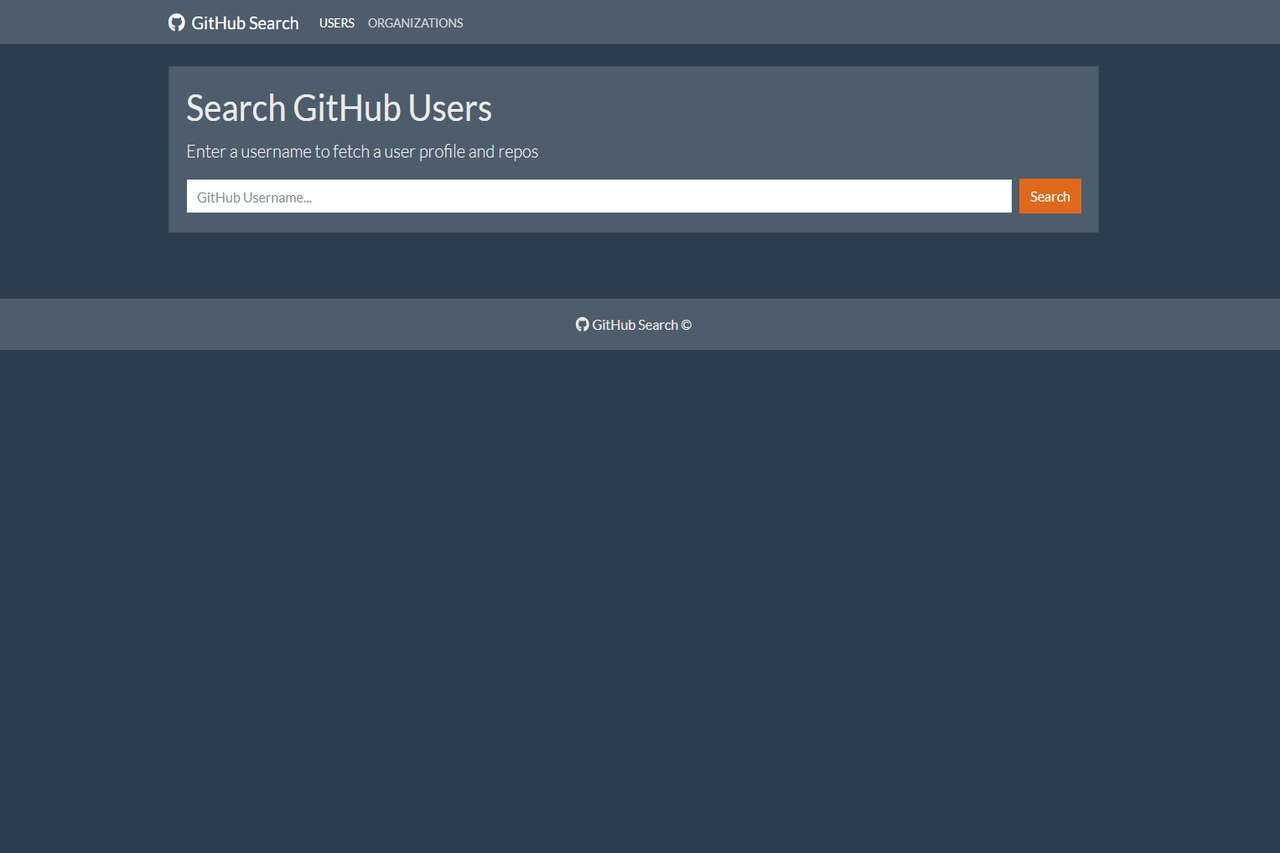 GitHub Search USERS ORGANIZATIONS
Search GitHub Users
Enter a username to fetch a user profile and repos
GitHub Username... Search
GitHub Search ©